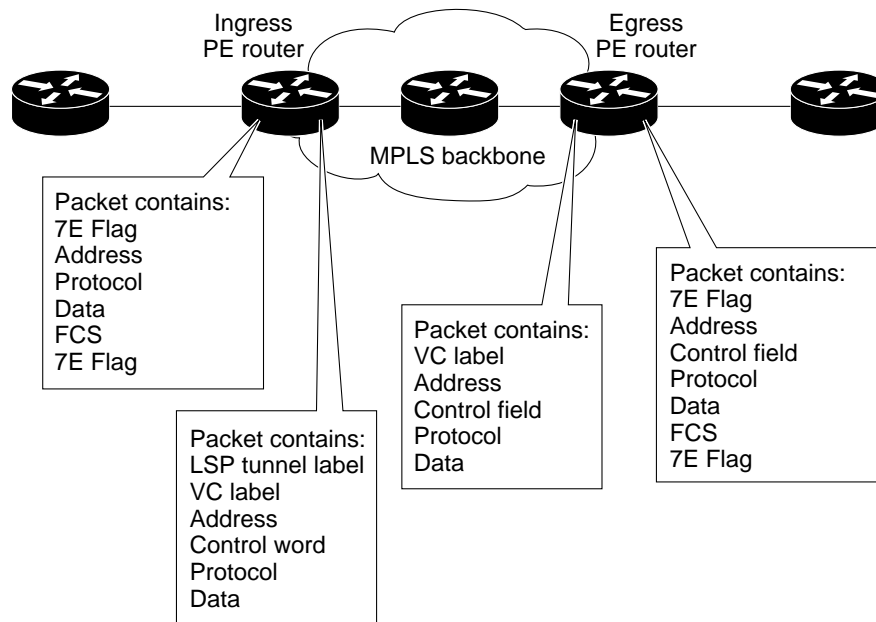 Ingress
PE router
Egress
PE router
MPLS backbone
Packet contains:
7E Flag
Address
Protocol
Data
FCS
7E Flag
Packet contains:
LSP tunnel label
VC label
Address
Control word
Protocol
Data
Packet contains:
VC label
Address
Control field
Protocol
Data
Packet contains:
7E Flag
Address
Control field
Protocol
Data
FCS
7E Flag